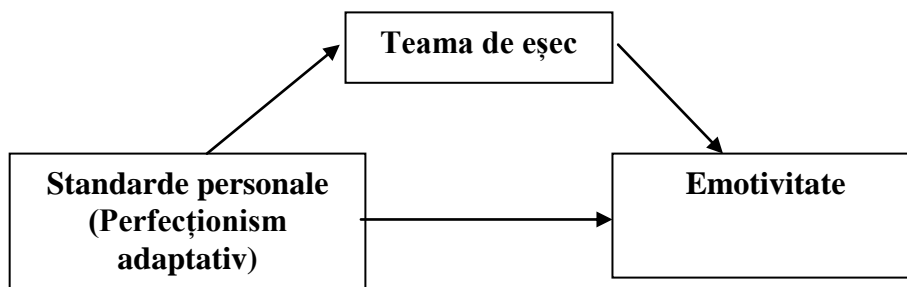 Teama de eșec
Standarde personale
(Perfecționism
adaptativ)
Emotivitate